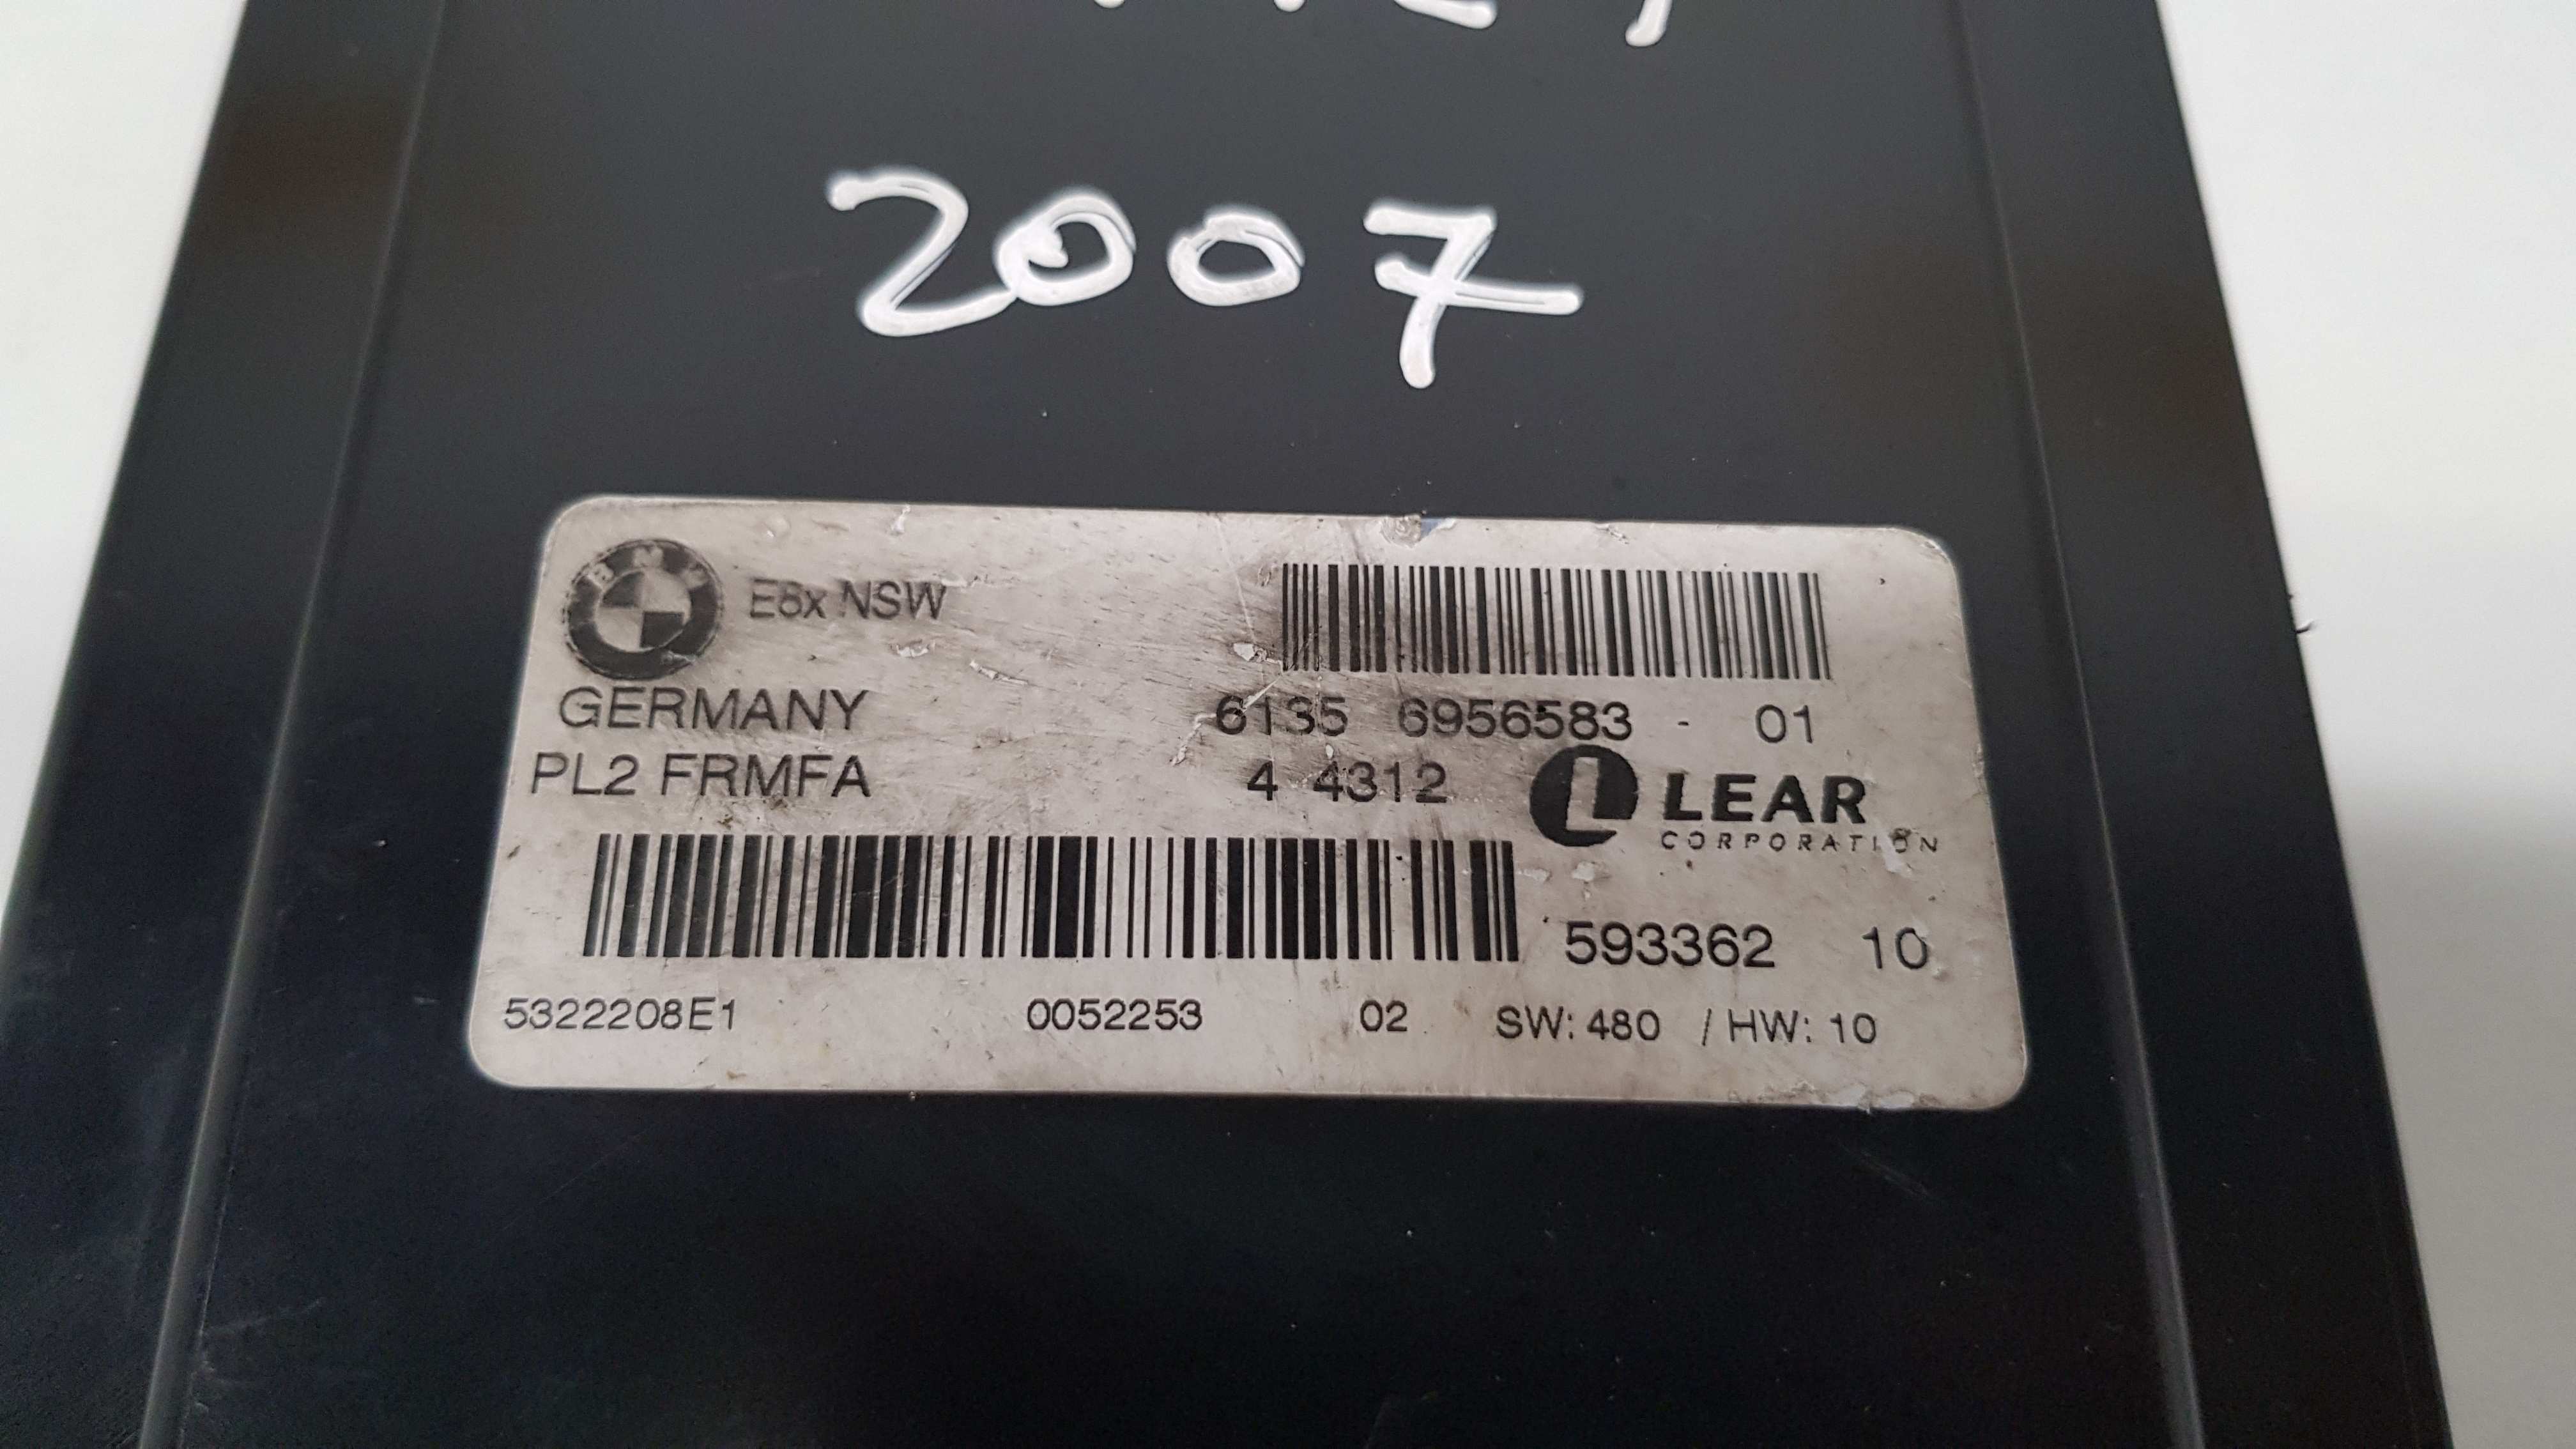 2007
BMW
E8x NSW
GERMANY
6135 6956583 - 01
PL2 FRMFA
4 4312
L LEAR
CORPORATION
593362 10
5322208E1 0052253 02 SW: 480 / HW: 10